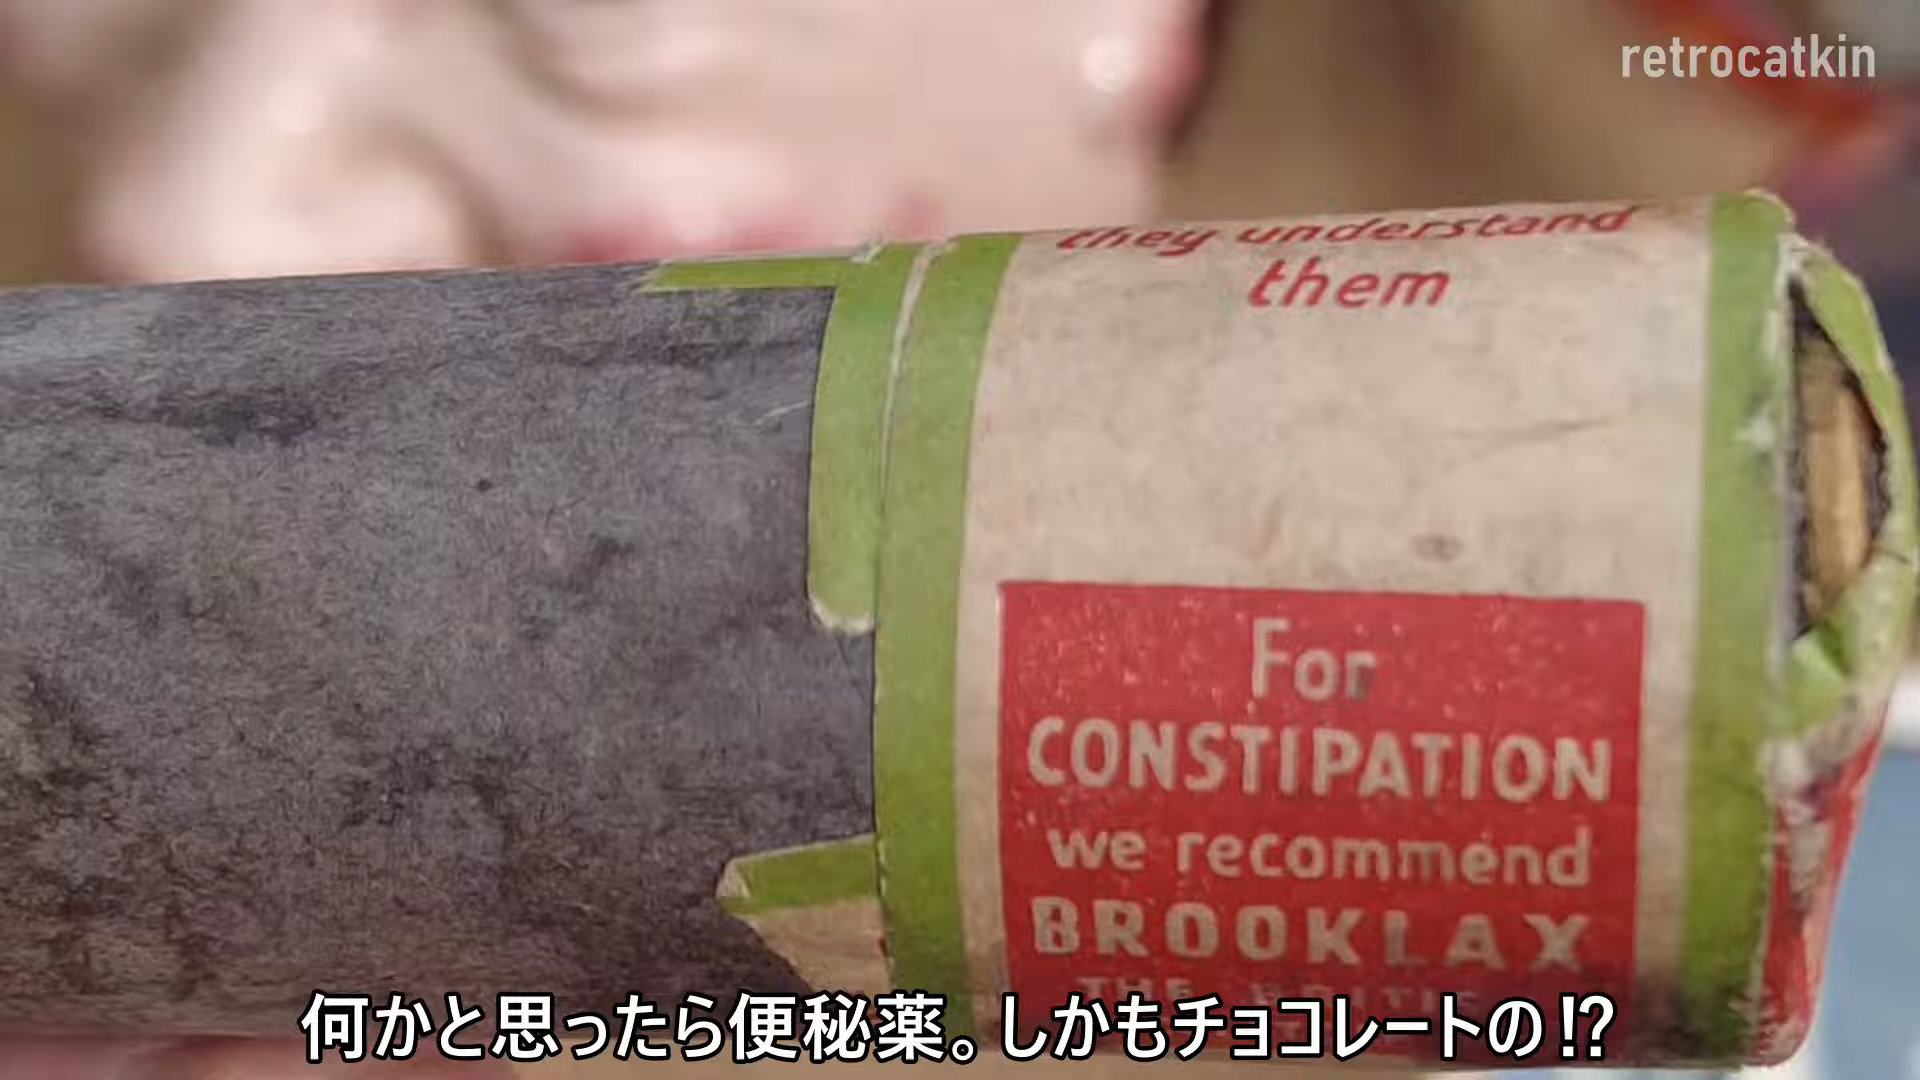 retrocatkin
they understand
them
For
CONSTIPATION
we recommend
BROOKLAX
THE
何かと思ったら便秘薬。しかもチョコレートの!?